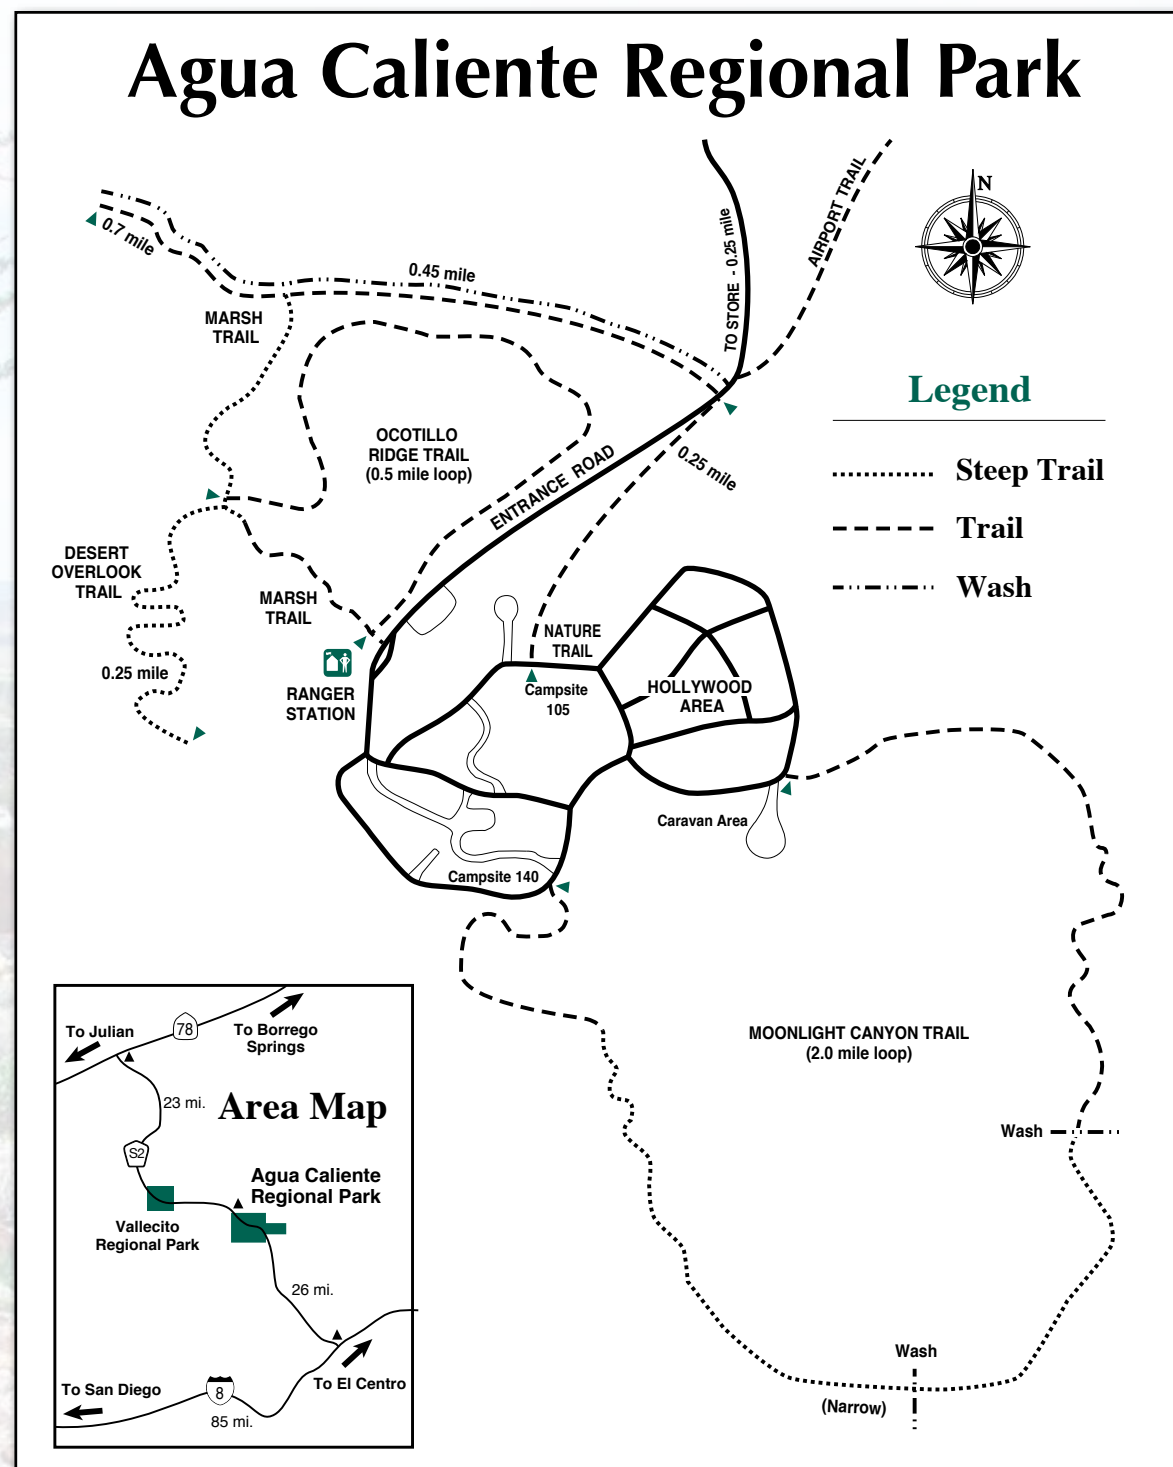 Agua Caliente Regional Park
N
AIRPORT TRAIL
TO STORE - 0.25 mile
0.7 mile
0.45 mile
MARSH
TRAIL
Legend
OCOTILLO
RIDGE TRAIL
(0.5 mile loop)
ENTRANCE ROAD
0.25 mile
Steep Trail
Trail
Wash
DESERT
OVERLOOK
TRAIL
MARSH
TRAIL
0.25 mile
RANGER
STATION
NATURE
TRAIL
Campsite
105
HOLLYWOOD
AREA
Caravan Area
Campsite 140
MOONLIGHT CANYON TRAIL
(2.0 mile loop)
Wash
Wash
(Narrow)
To Julian
78
To Borrego
Springs
23 mi.
Area Map
S2
Agua Caliente
Regional Park
Vallecito
Regional Park
26 mi.
To San Diego
8
To El Centro
85 mi.